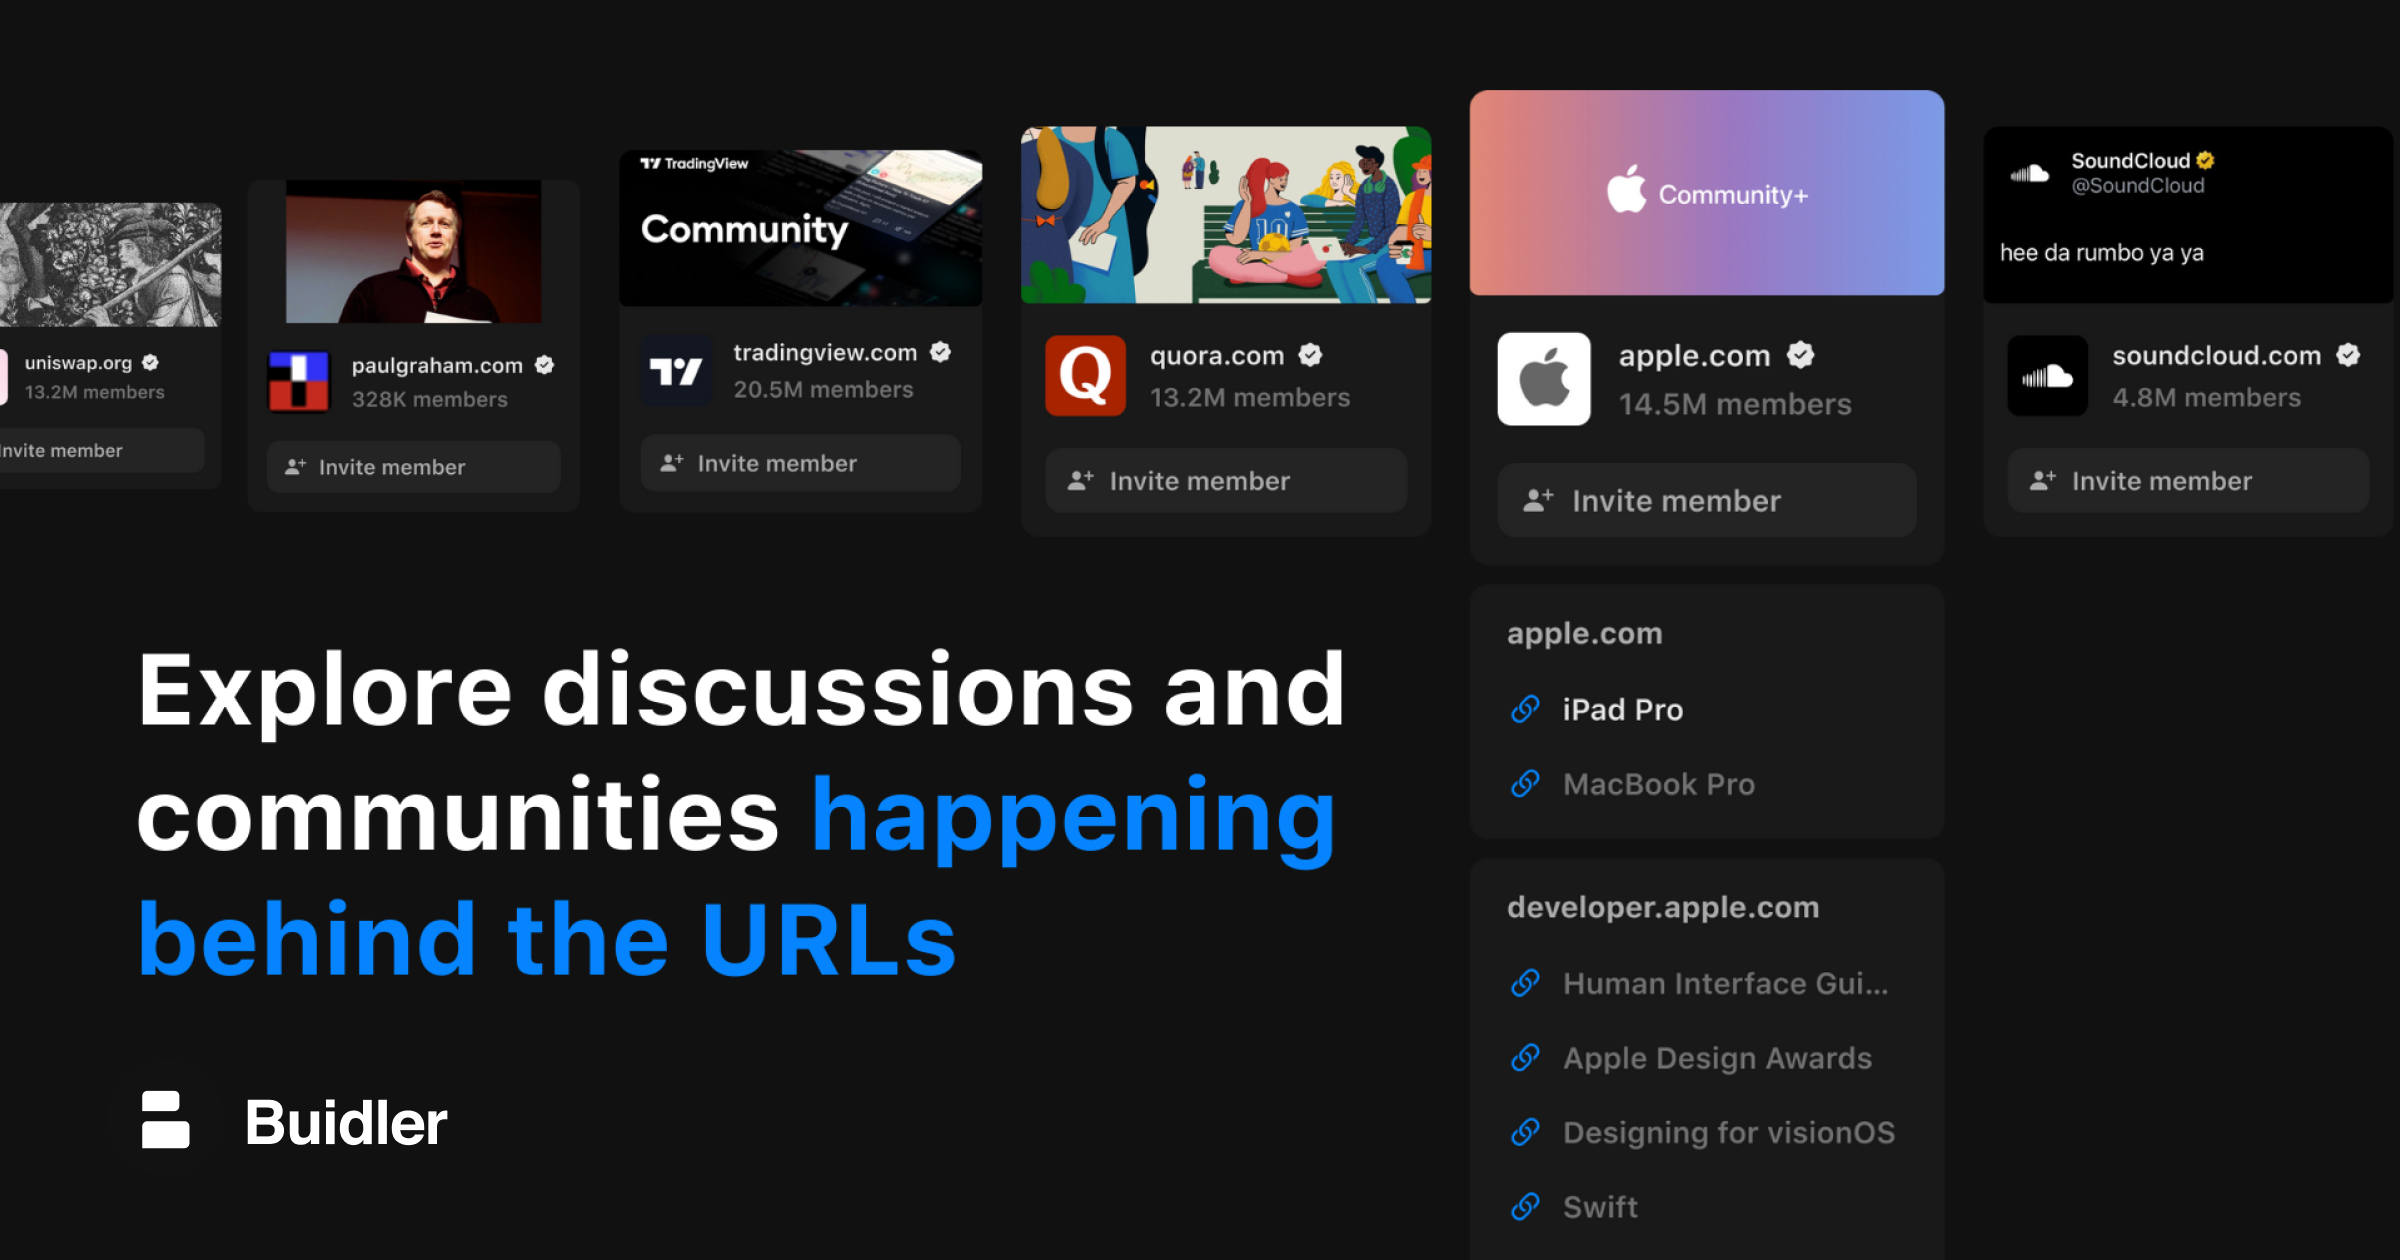 uniswap.org
13.2M members
Invite member
paulgraham.com
328K members
Invite member
TradingView
Community
tradingview.com
20.5M members
Invite member
10
Q
quora.com
13.2M members
Invite member
Community+
apple.com
14.5M members
Invite member
SoundCloud
@SoundCloud
hee da rumbo ya ya
soundcloud.com
4.8M members
Invite member
apple.com
iPad Pro
MacBook Pro
developer.apple.com
Human Interface Gui...
Apple Design Awards
Designing for visionOS
Swift
Explore discussions and
communities happening
behind the URLs
Buidler